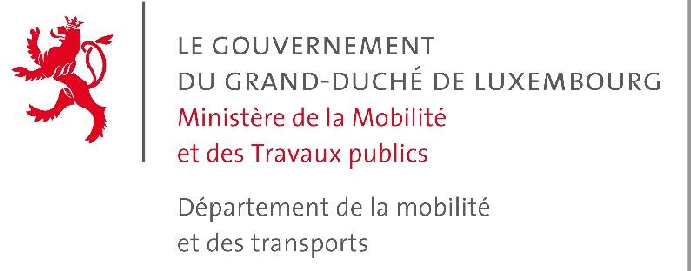 LE GOUVERNEMENT
DU GRAND-DUCHÉ DE LUXEMBOURG
Ministère de la Mobilité
et des Travaux publics
Département de la mobilité
et des transports